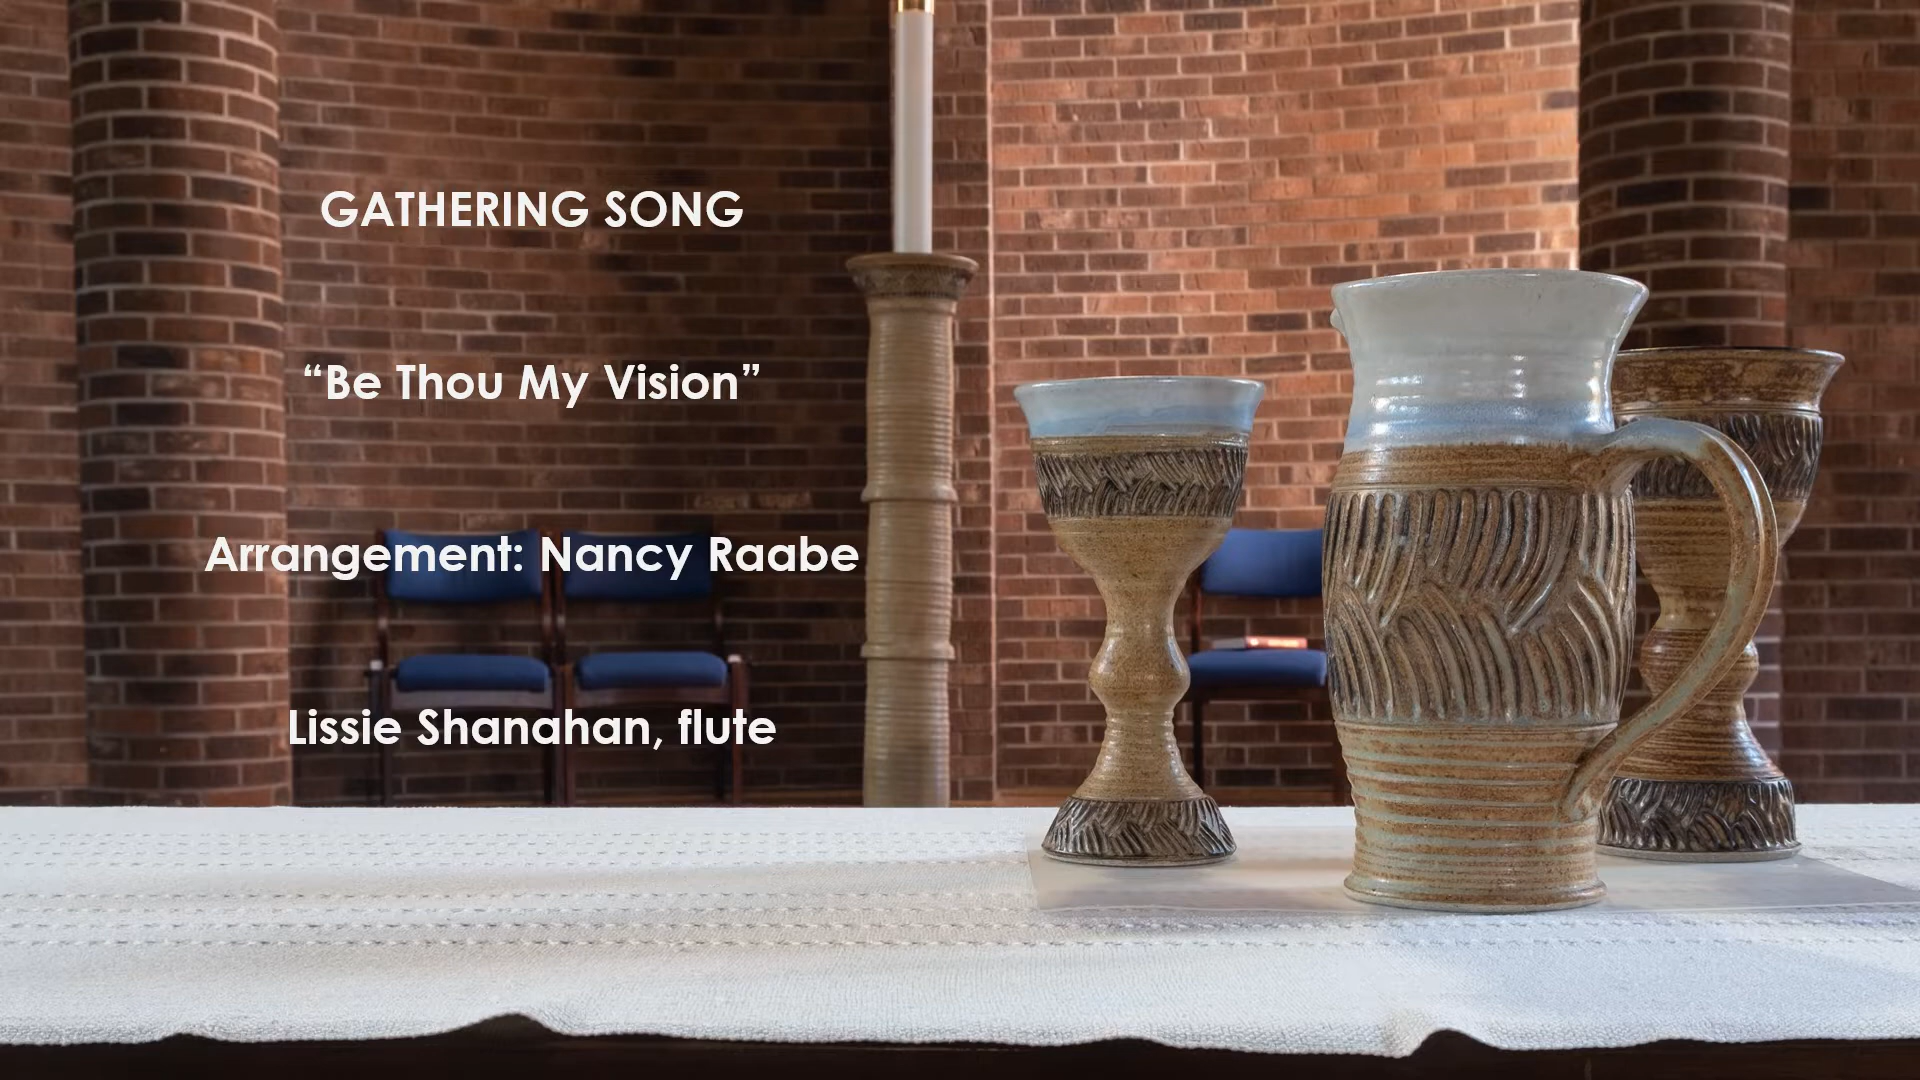 GATHERING SONG
“Be Thou My Vision”
Arrangement: Nancy Raabe
Lissie Shanahan, flute